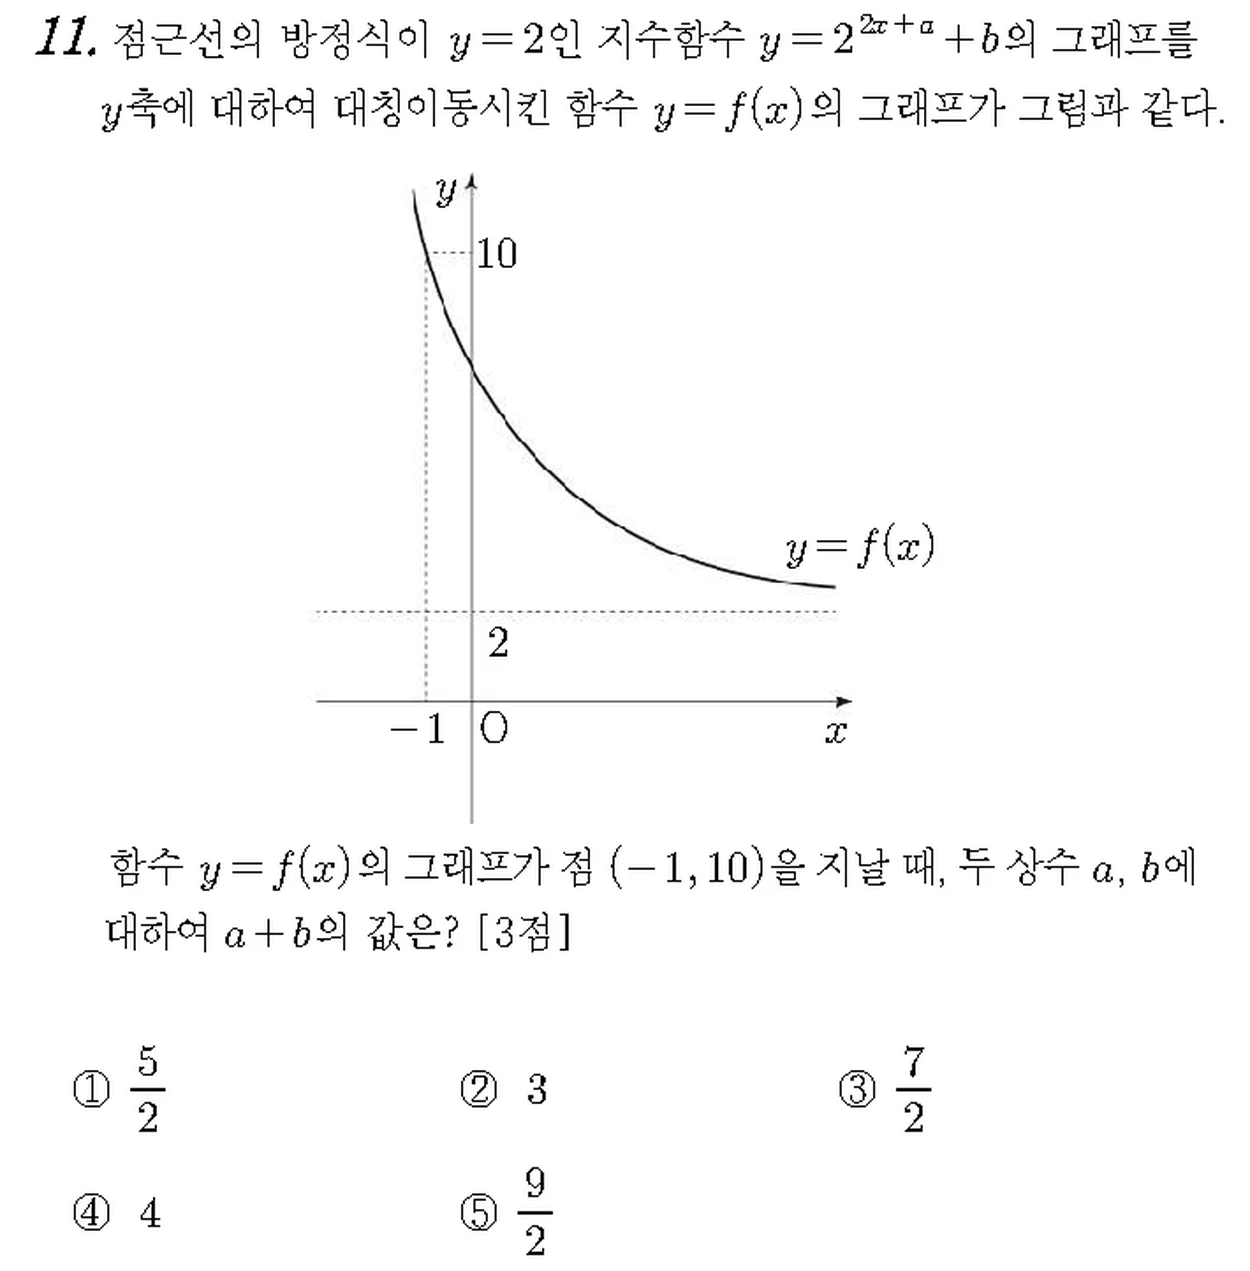 11. 점근선의 방정식이 y=2인 지수함수 y=2^{2x+a}+b의 그래프를
y축에 대하여 대칭이동시킨 함수 y=f(x)의 그래프가 그림과 같다.
y
10
y=f(x)
2
-1 O x
함수 y=f(x)의 그래프가 점 (-1, 10)을 지날 때, 두 상수 a, b에
대하여 a+b의 값은? [3점]
① 5/2 ② 3 ③ 7/2
④ 4 ⑤ 9/2